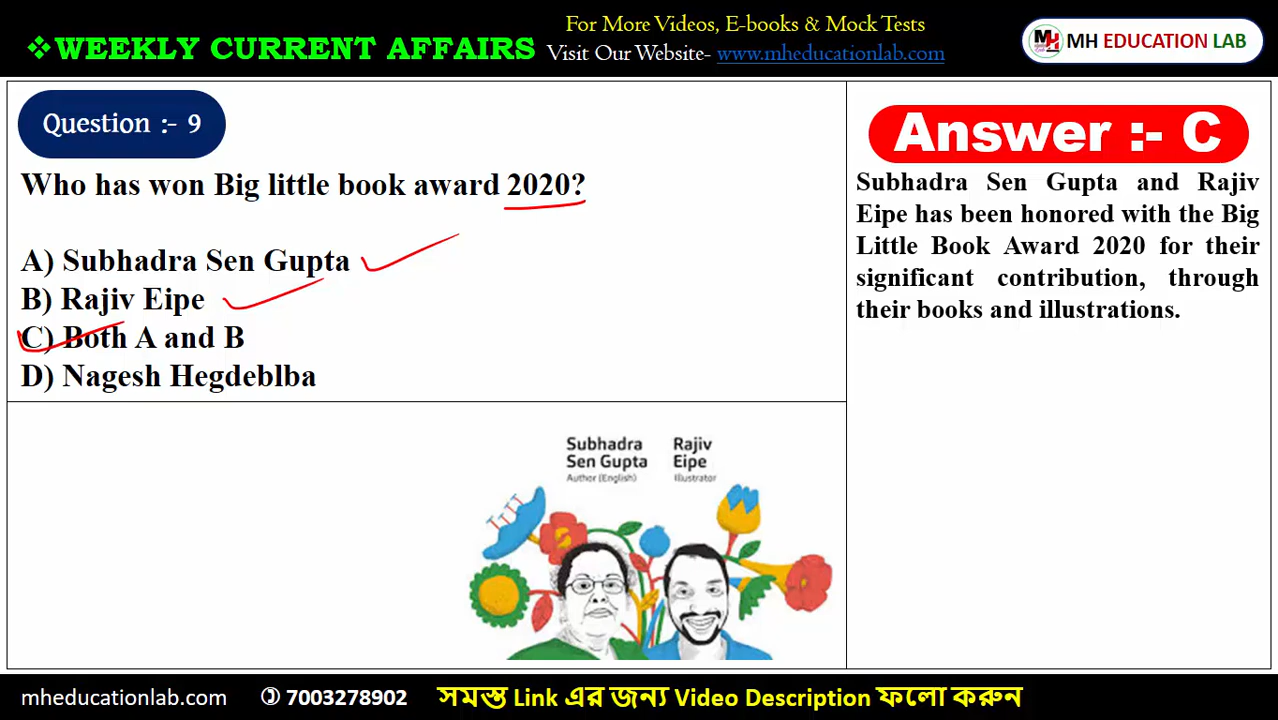 ❖WEEKLY CURRENT AFFAIRS
For More Videos, E-books & Mock Tests
Visit Our Website- www.mheducationlab.com
MH EDUCATION LAB
Question :- 9
Who has won Big little book award 2020?
A) Subhadra Sen Gupta
B) Rajiv Eipe
C) Both A and B
D) Nagesh Hegdeblba
Answer :- C
Subhadra Sen Gupta and Rajiv
Eipe has been honored with the Big
Little Book Award 2020 for their
significant contribution, through
their books and illustrations.
Subhadra
Sen Gupta
Author (English)
Rajiv
Eipe
Illustrator
mheducationlab.com
7003278902
সমস্ত Link এর জন্য Video Description ফলো করুন